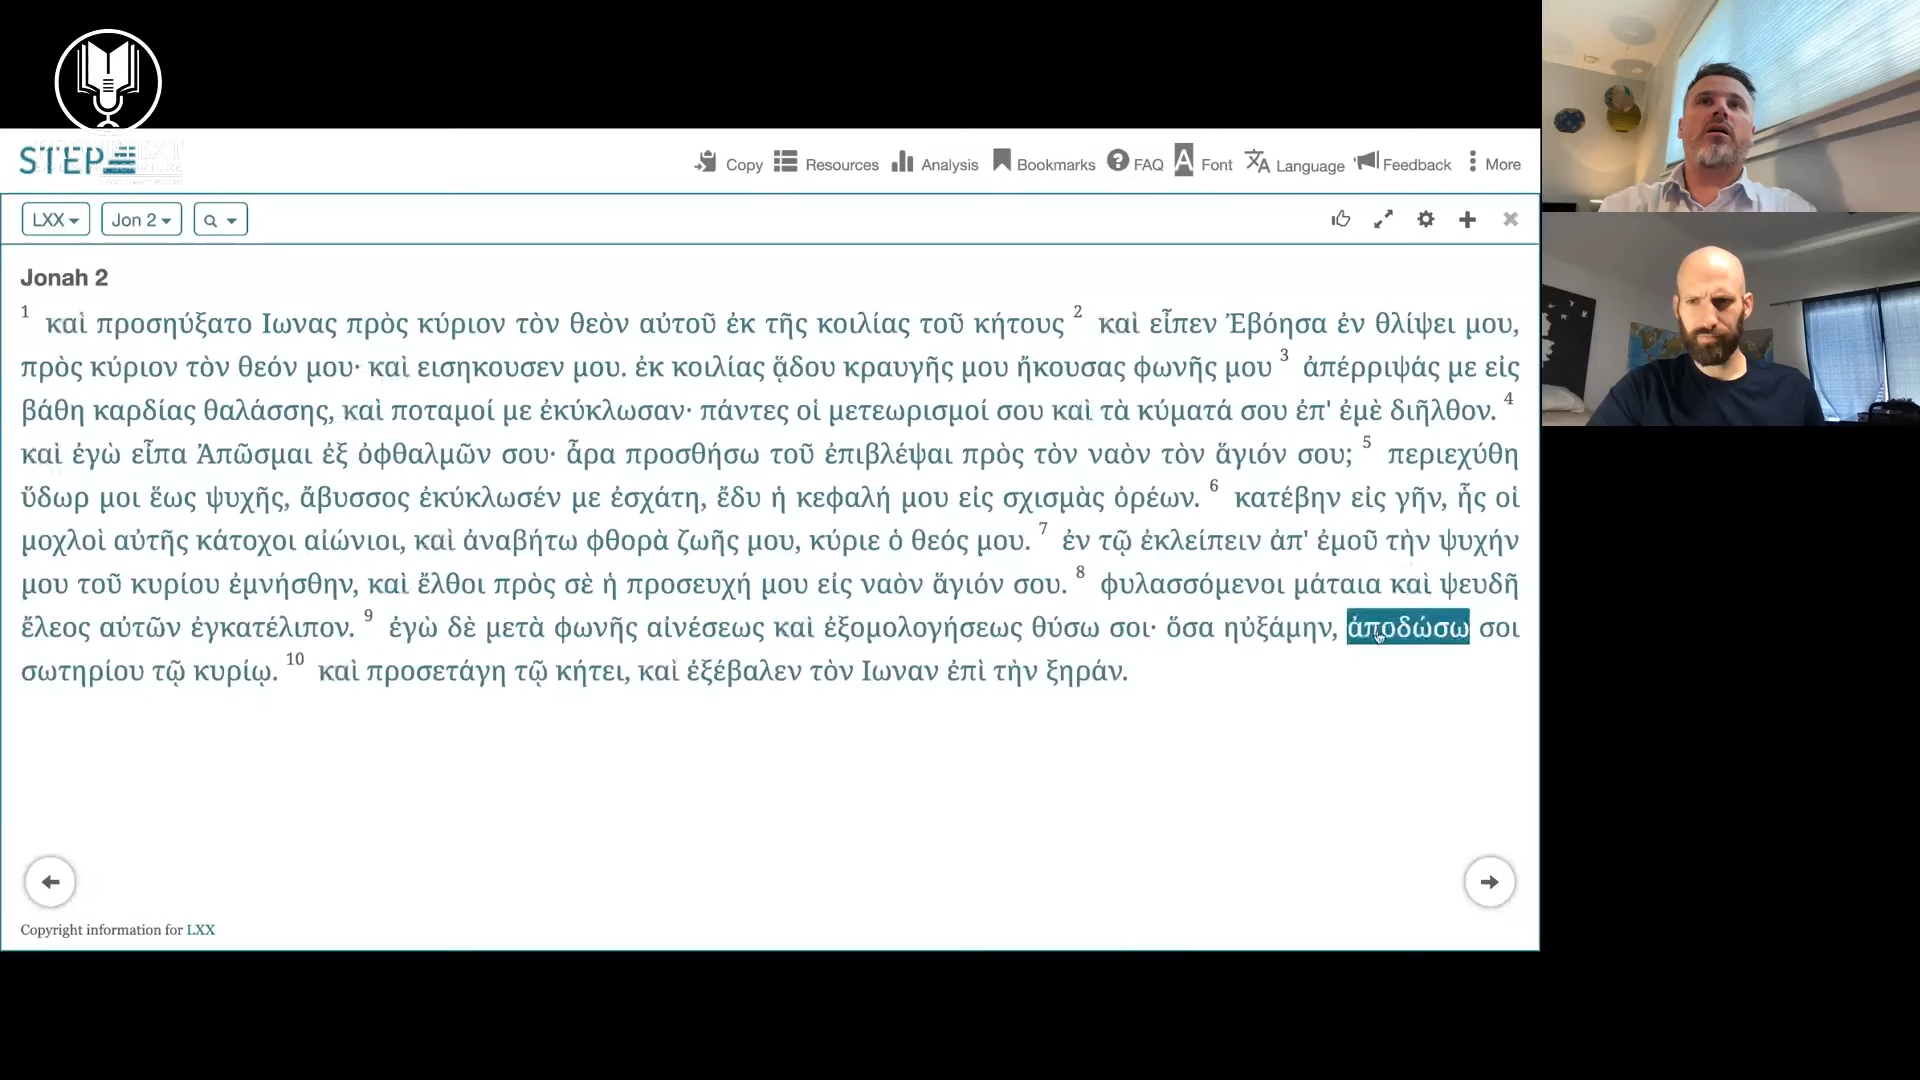 STEP
Copy Resources Analysis Bookmarks FAQ A Font Language Feedback More
LXX Jon 2
Jonah 2
1 καὶ προσηύξατο Ιωνας πρὸς κύριον τὸν θεὸν αὐτοῦ ἐκ τῆς κοιλίας τοῦ κήτους 2 καὶ εἶπεν Ἐβόησα ἐν θλίψει μου,
πρὸς κύριον τὸν θεόν μου· καὶ εισηκουσεν μου. ἐκ κοιλίας ᾅδου κραυγῆς μου ἤκουσας φωνῆς μου 3 ἀπέρριψάς με εἰς
βάθη καρδίας θαλάσσης, καὶ ποταμοί με ἐκύκλωσαν· πάντες οἱ μετεωρισμοί σου καὶ τὰ κύματά σου ἐπ' ἐμὲ διῆλθον. 4
καὶ ἐγὼ εἶπα Ἀπῶσμαι ἐξ ὀφθαλμῶν σου· ἆρα προσθήσω τοῦ ἐπιβλέψαι πρὸς τὸν ναὸν τὸν ἅγιόν σου; 5 περιεχύθη
ὕδωρ μοι ἕως ψυχῆς, ἄβυσσος ἐκύκλωσέν με ἐσχάτη, ἔδυ ἡ κεφαλή μου εἰς σχισμὰς ὀρέων. 6 κατέβην εἰς γῆν, ἧς οἱ
μοχλοὶ αὐτῆς κάτοχοι αἰώνιοι, καὶ ἀναβήτω φθορὰ ζωῆς μου, κύριε ὁ θεός μου. 7 ἐν τῷ ἐκλείπειν ἀπ' ἐμοῦ τὴν ψυχήν
μου τοῦ κυρίου ἐμνήσθην, καὶ ἔλθοι πρὸς σὲ ἡ προσευχή μου εἰς ναὸν ἅγιόν σου. 8 φυλασσόμενοι μάταια καὶ ψευδῆ
ἔλεος αὐτῶν ἐγκατέλιπον. 9 ἐγὼ δὲ μετὰ φωνῆς αἰνέσεως καὶ ἐξομολογήσεως θύσω σοι· ὅσα ηὐξάμην, ἀποδώσω σοι
σωτηρίου τῷ κυρίῳ. 10 καὶ προσετάγη τῷ κήτει, καὶ ἐξέβαλεν τὸν Ιωναν ἐπὶ τὴν ξηράν.
Copyright information for LXX